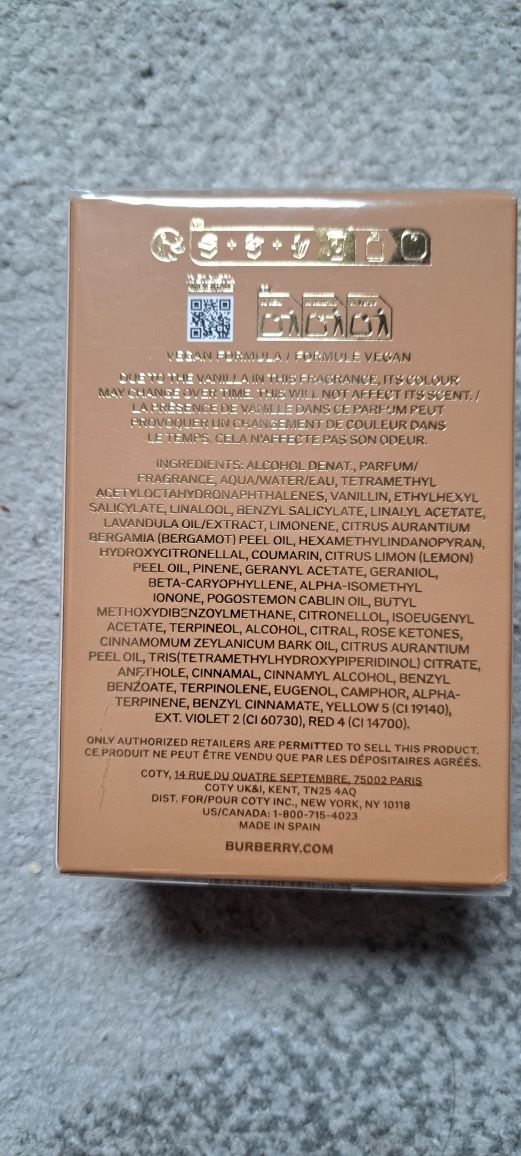 VEGAN FORMULA / FORMULE VEGAN
DUE TO THE VANILLA IN THIS FRAGRANCE, ITS COLOUR
MAY CHANGE OVER TIME. THIS WILL NOT AFFECT ITS SCENT. /
LA PRÉSENCE DE VANILLE DANS CE PARFUM PEUT
PROVOQUER UN CHANGEMENT DE COULEUR DANS
LE TEMPS, CELA N'AFFECTE PAS SON ODEUR.
INGREDIENTS: ALCOHOL DENAT., PARFUM/
FRAGRANCE, AQUA/WATER/EAU, TETRAMETHYL
ACETYLOCTAHYDRONAPHTHALENES, VANILLIN, ETHYLHEXYL
SALICYLATE, LINALOOL, BENZYL SALICYLATE, LINALYL ACETATE,
LAVANDULA OIL/EXTRACT, LIMONENE, CITRUS AURANTIUM
BERGAMIA (BERGAMOT) PEEL OIL, HEXAMETHYLINDANOPYRAN,
HYDROXYCITRONELLAL, COUMARIN, CITRUS LIMON (LEMON)
PEEL OIL, PINENE, GERANYL ACETATE, GERANIOL,
BETA-CARYOPHYLLENE, ALPHA-ISOMETHYL
IONONE, POGOSTEMON CABLIN OIL, BUTYL
METHOXYDIBENZOYLMETHANE, CITRONELLOL, ISOEUGENYL
ACETATE, TERPINEOL, ALCOHOL, CITRAL, ROSE KETONES,
CINNAMOMUM ZEYLANICUM BARK OIL, CITRUS AURANTIUM
PEEL OIL, TRIS(TETRAMETHYLHYDROXYPIPERIDINOL) CITRATE,
ANETHOLE, CINNAMAL, CINNAMYL ALCOHOL, BENZYL
BENZOATE, TERPINOLENE, EUGENOL, CAMPHOR, ALPHA-
TERPINENE, BENZYL CINNAMATE, YELLOW 5 (CI 19140),
EXT. VIOLET 2 (CI 60730), RED 4 (CI 14700).
ONLY AUTHORIZED RETAILERS ARE PERMITTED TO SELL THIS PRODUCT.
CE PRODUIT NE PEUT ÊTRE VENDU QUE PAR LES DÉPOSITAIRES AGRÉÉS.
COTY, 14 RUE DU QUATRE SEPTEMBRE, 75002 PARIS
COTY UK&I, KENT, TN25 4AQ
DIST. FOR/POUR COTY INC., NEW YORK, NY 10118
US/CANADA: 1-800-715-4023
MADE IN SPAIN
BURBERRY.COM